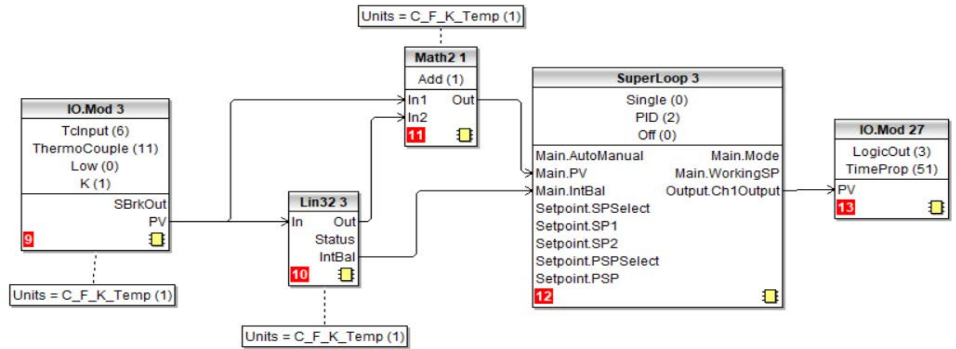 Units = C_F_K_Temp (1)
Math2 1
Add (1)
In1 Out
In2
11
IO.Mod 3
TcInput (6)
ThermoCouple (11)
Low (0)
K (1)
SBrkOut
PV
9
Units = C_F_K_Temp (1)
Lin32 3
In Out
Status
IntBal
10
Units = C_F_K_Temp (1)
SuperLoop 3
Single (0)
PID (2)
Off (0)
Main.AutoManual Main.Mode
Main.PV Main.WorkingSP
Main.IntBal Output.Ch1Output
Setpoint.SPSelect
Setpoint.SP1
Setpoint.SP2
Setpoint.PSPSelect
Setpoint.PSP
12
IO.Mod 27
LogicOut (3)
TimeProp (51)
PV
13